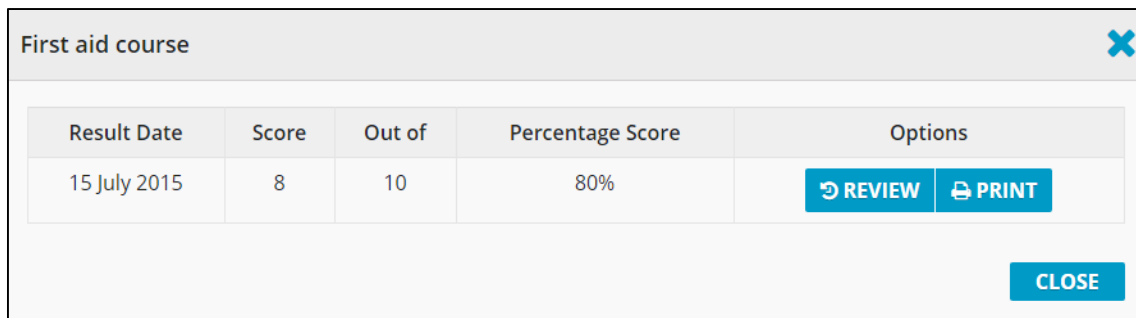 First aid course
Result Date Score Out of Percentage Score Options
15 July 2015 8 10 80% REVIEW PRINT
CLOSE